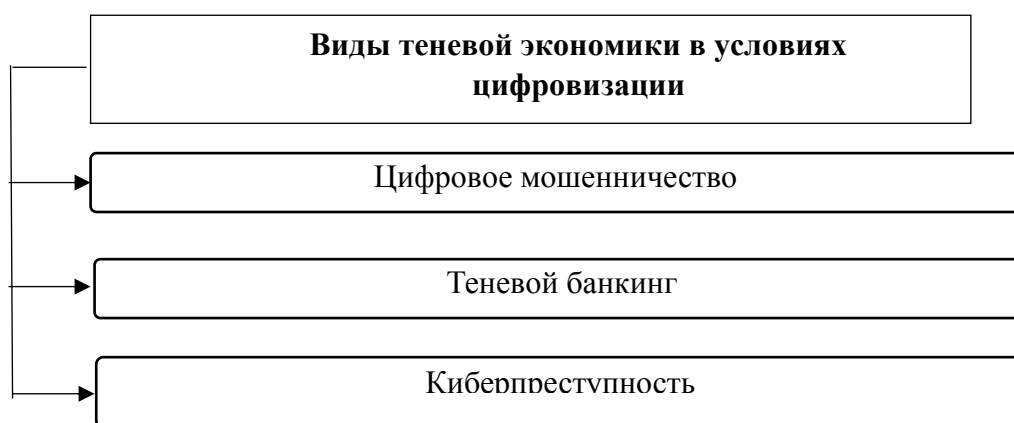 Виды теневой экономики в условиях
цифровизации
Цифровое мошенничество
Теневой банкинг
Киберпреступность